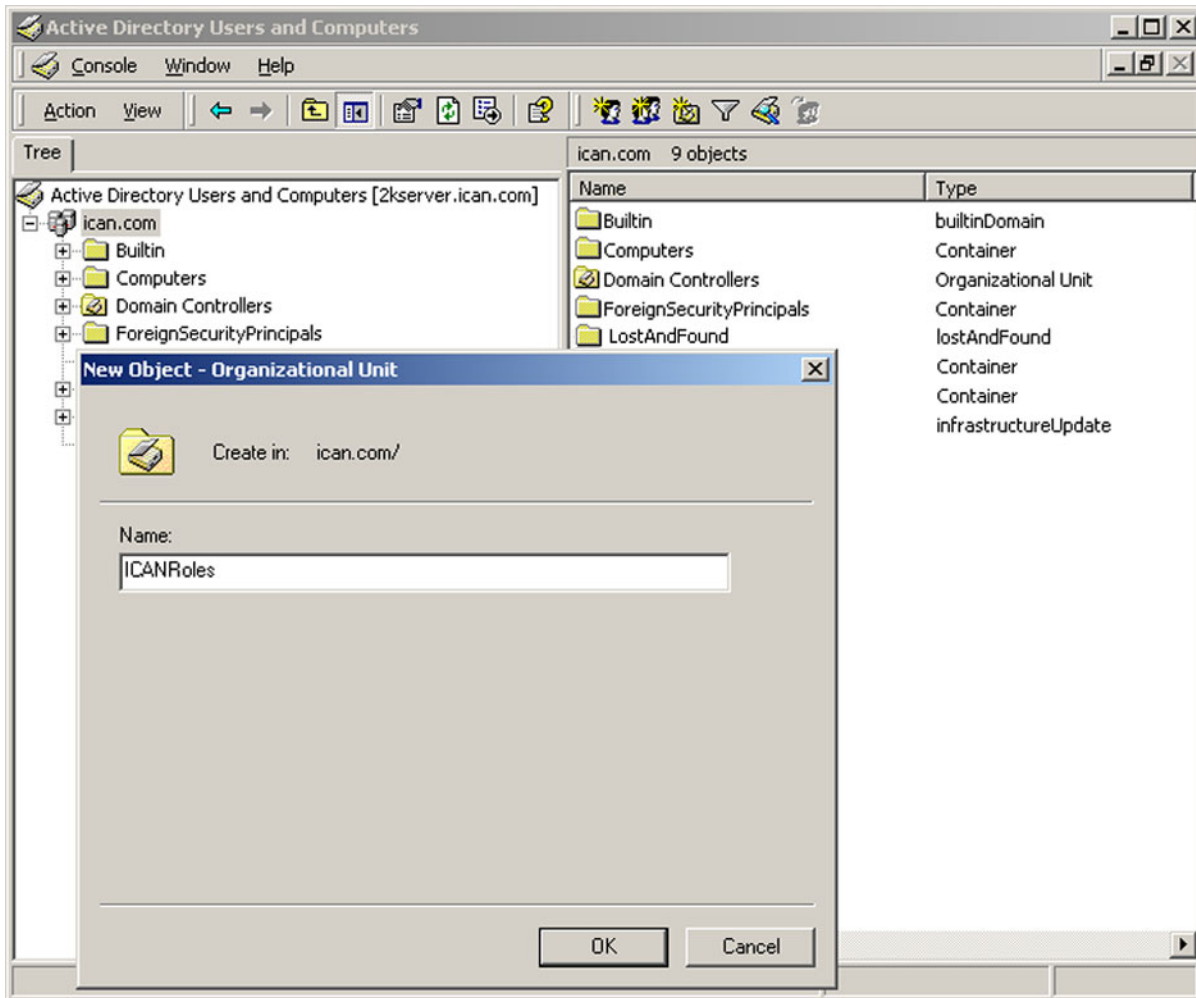 Active Directory Users and Computers
Console Window Help
Action View
Tree
ican.com 9 objects
Active Directory Users and Computers [2kserver.ican.com]
ican.com
Builtin
Computers
Domain Controllers
ForeignSecurityPrincipals
Name Type
Builtin builtinDomain
Computers Container
Domain Controllers Organizational Unit
ForeignSecurityPrincipals Container
LostAndFound lostAndFound
Container
Container
infrastructureUpdate
New Object - Organizational Unit
Create in: ican.com/
Name:
ICANRoles
OK Cancel